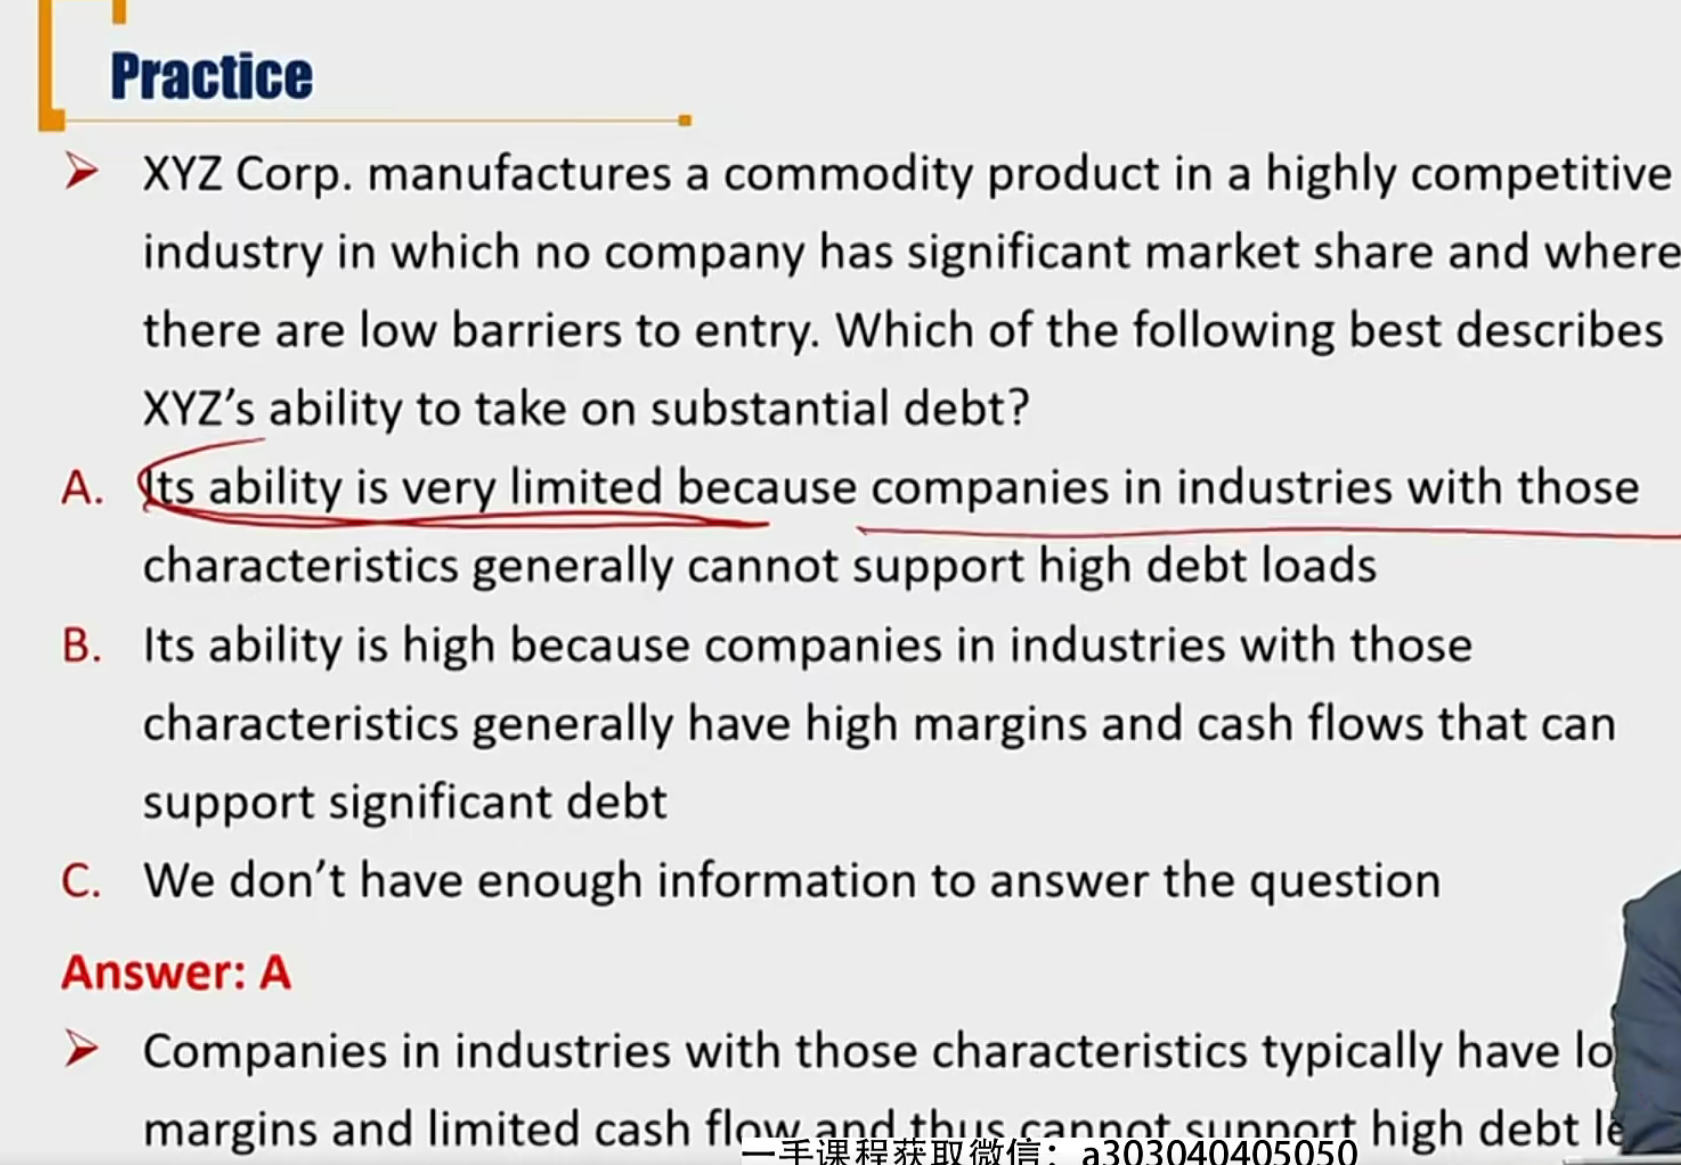 Practice
XYZ Corp. manufactures a commodity product in a highly competitive
industry in which no company has significant market share and where
there are low barriers to entry. Which of the following best describes
XYZ’s ability to take on substantial debt?
A. Its ability is very limited because companies in industries with those
characteristics generally cannot support high debt loads
B. Its ability is high because companies in industries with those
characteristics generally have high margins and cash flows that can
support significant debt
C. We don’t have enough information to answer the question
Answer: A
Companies in industries with those characteristics typically have
margins and limited cash flow and thus cannot support high debt
一手课程获取微信：a303040405050